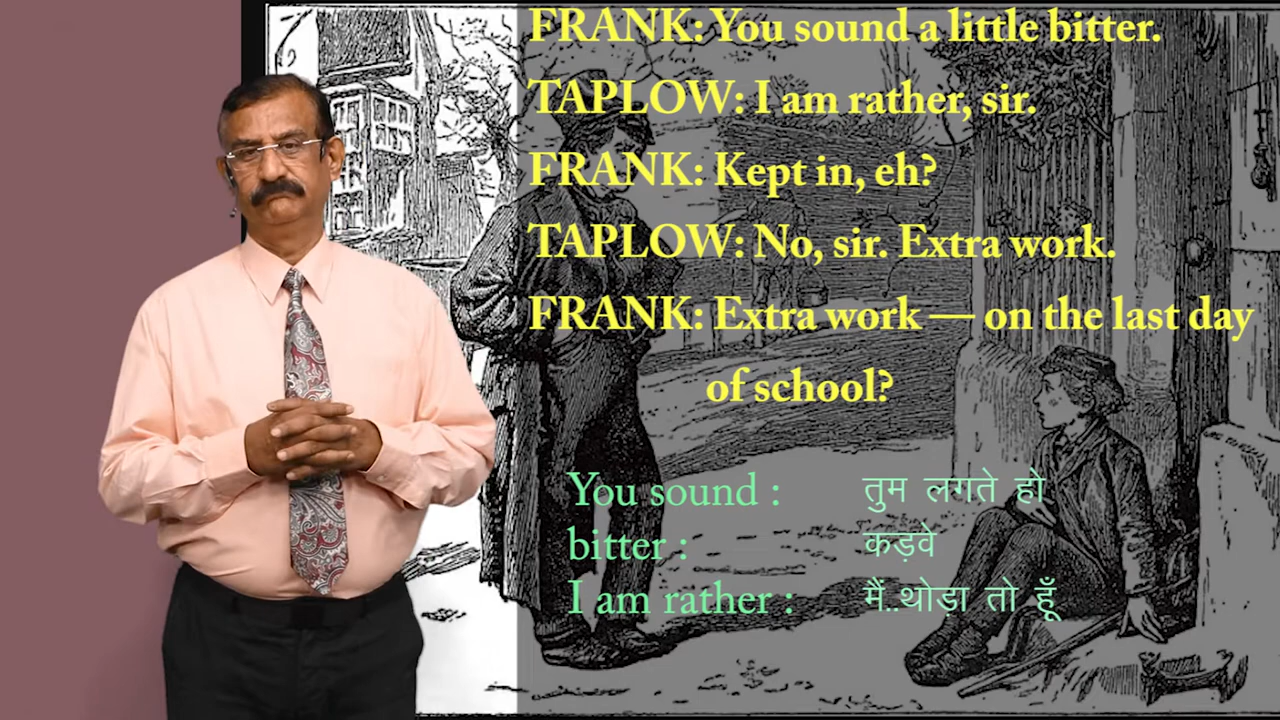 FRANK: You sound a little bitter.
TAPLOW: I am rather, sir.
FRANK: Kept in, eh?
TAPLOW: No, sir. Extra work.
FRANK: Extra work — on the last day
of school?
You sound : तुम लगते हो
bitter : कड़वे
I am rather : मैं..थोडा तो हूँ